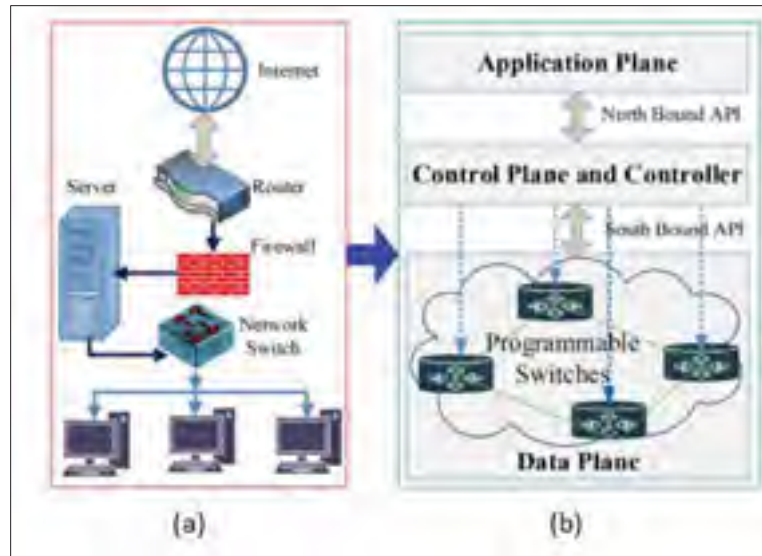 Internet
Router
Server
Firewall
Network
Switch
(a)
Application Plane
North Bound API
Control Plane and Controller
South Bound API
Programmable
Switches
Data Plane
(b)